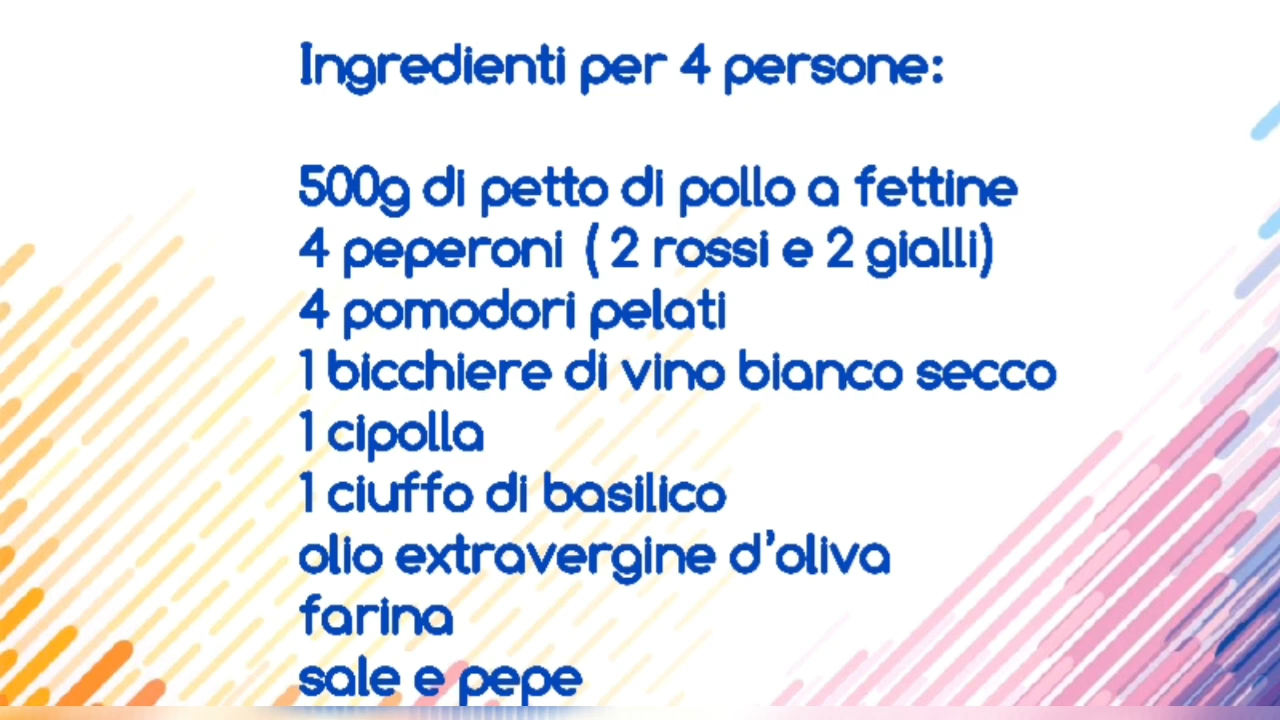 Ingredienti per 4 persone:
500g di petto di pollo a fettine
4 peperoni ( 2 rossi e 2 gialli)
4 pomodori pelati
1 bicchiere di vino bianco secco
1 cipolla
1 ciuffo di basilico
olio extravergine d'oliva
farina
sale e pepe